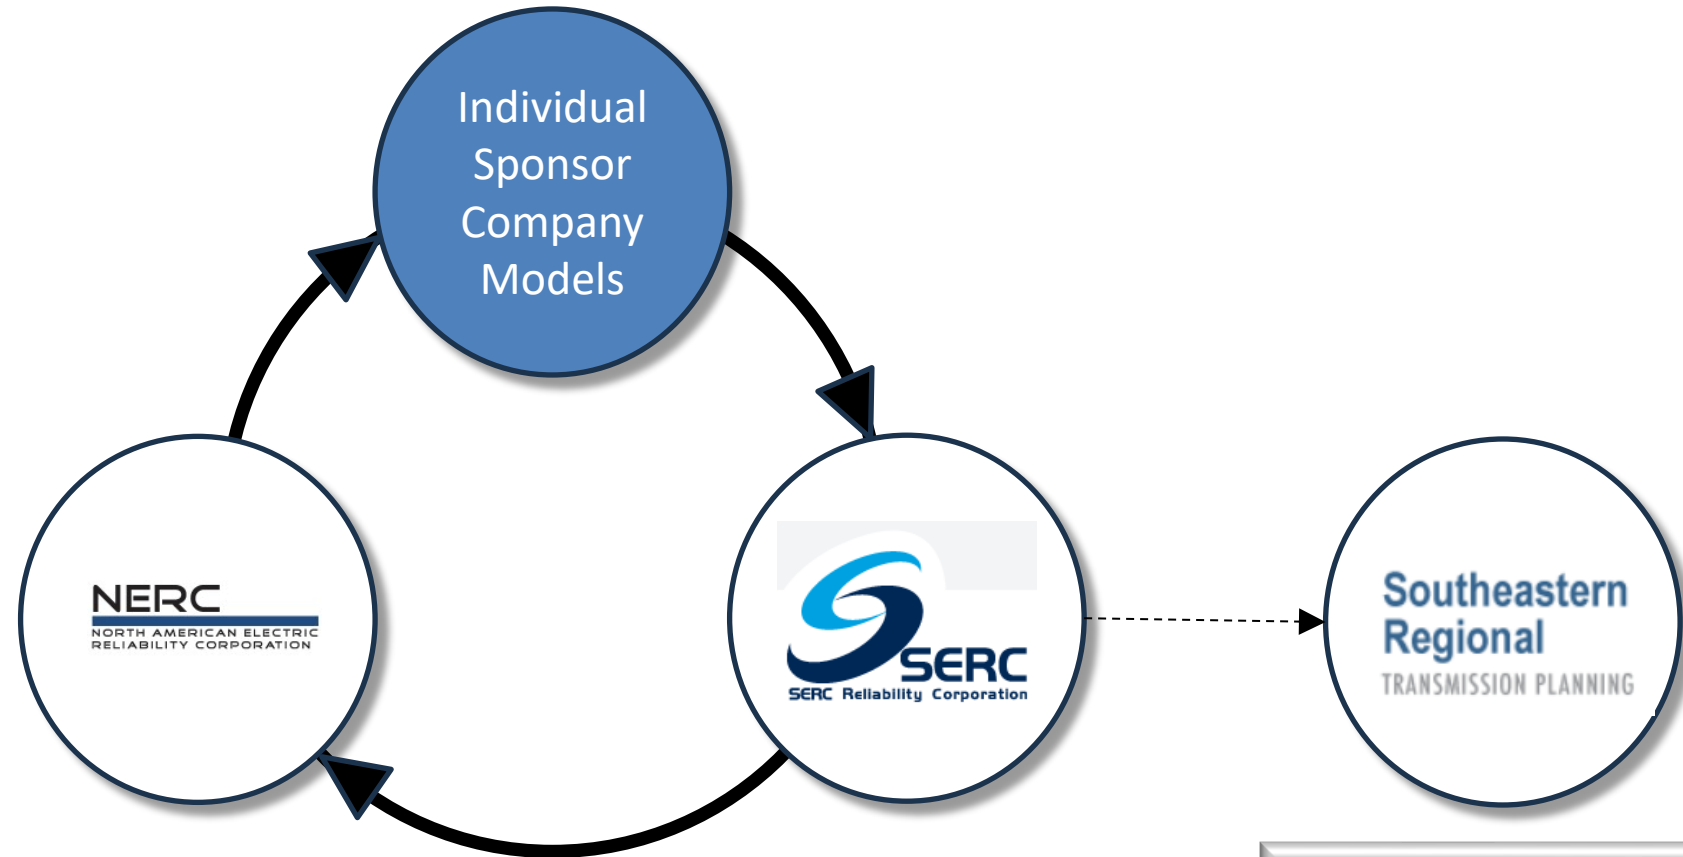 Individual
Sponsor
Company
Models
NERC
NORTH AMERICAN ELECTRIC
RELIABILITY CORPORATION
SERC
SERC Reliability Corporation
Southeastern
Regional
TRANSMISSION PLANNING